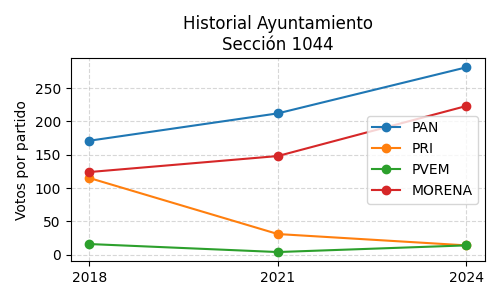 Historial Ayuntamiento
Sección 1044
Votos por partido
250
200
150
100
50
0
2018
2021
2024
PAN
PRI
PVEM
MORENA